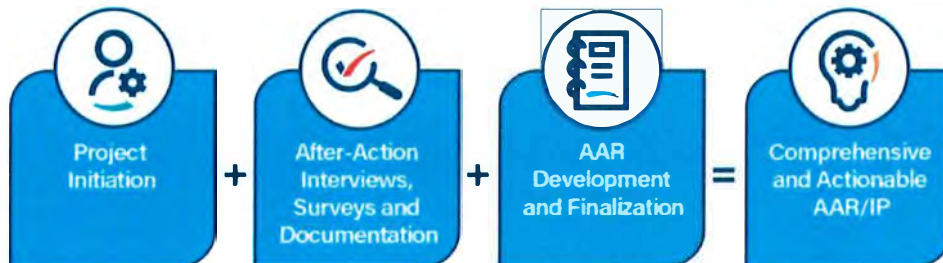 Project
Initiation
+
After-Action
Interviews,
Surveys and
Documentation
+
AAR
Development
and Finalization
=
Comprehensive
and Actionable
AAR/IP